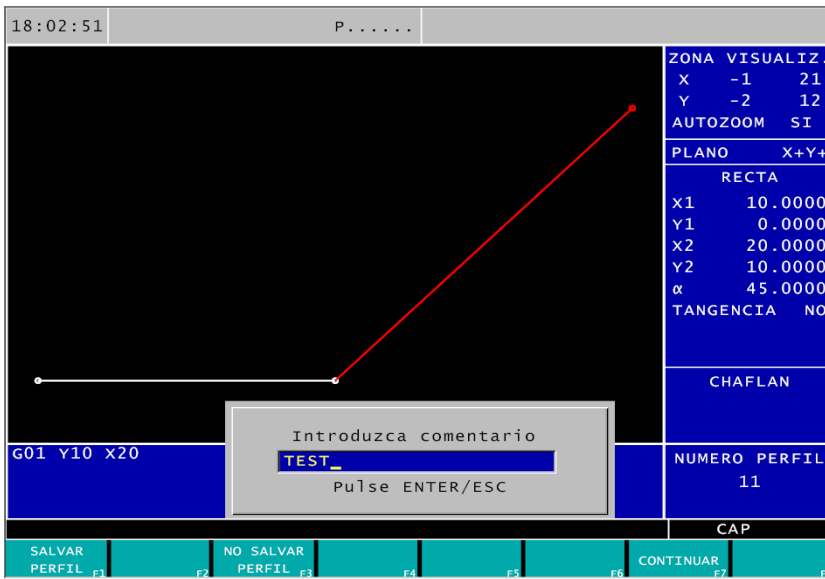 18:02:51 P......
ZONA VISUALIZ.
X -1 21
Y -2 12
AUTOZOOM SI
PLANO X+Y+
RECTA
X1 10.0000
Y1 0.0000
X2 20.0000
Y2 10.0000
α 45.0000
TANGENCIA NO
CHAFLAN
G01 Y10 X20
Introduzca comentario
TEST_
Pulse ENTER/ESC
NUMERO PERFIL
11
CAP
SALVAR
PERFIL F1
F2
NO SALVAR
PERFIL F3
F4
F5
F6
CONTINUAR
F7